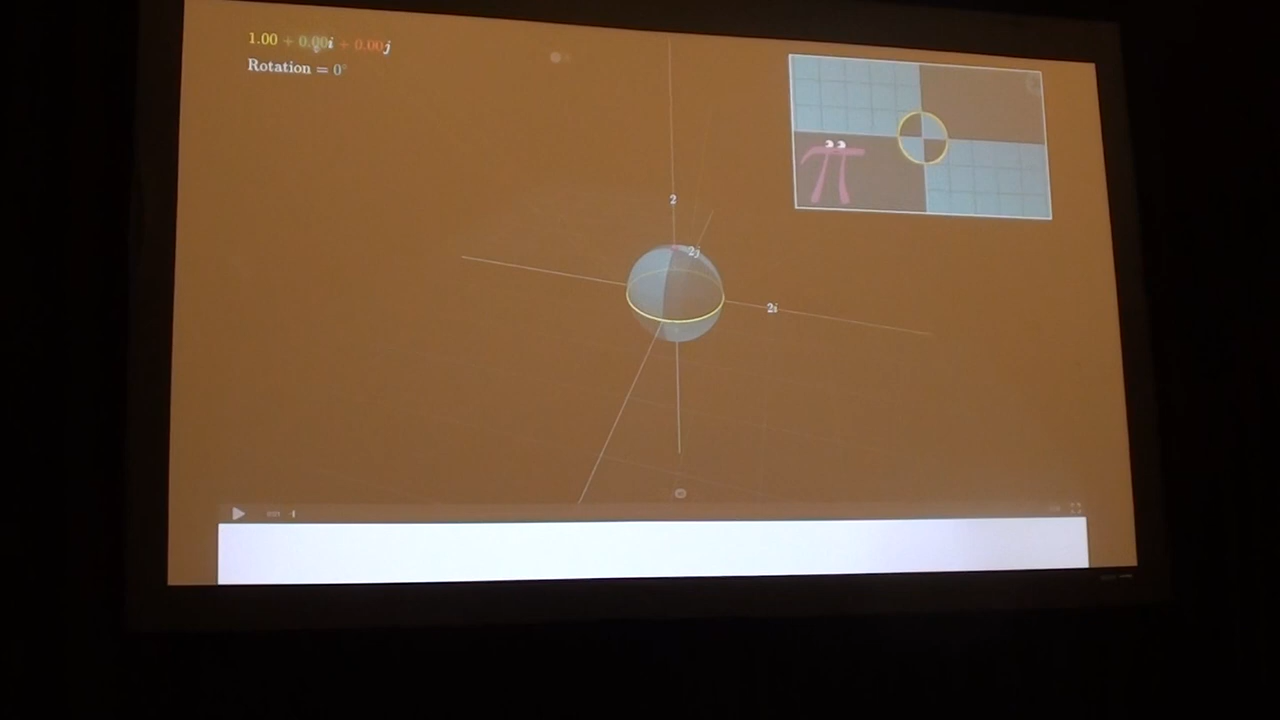 1.00 + 0.00i + 0.00j
Rotation = 0°
2
2j
2i